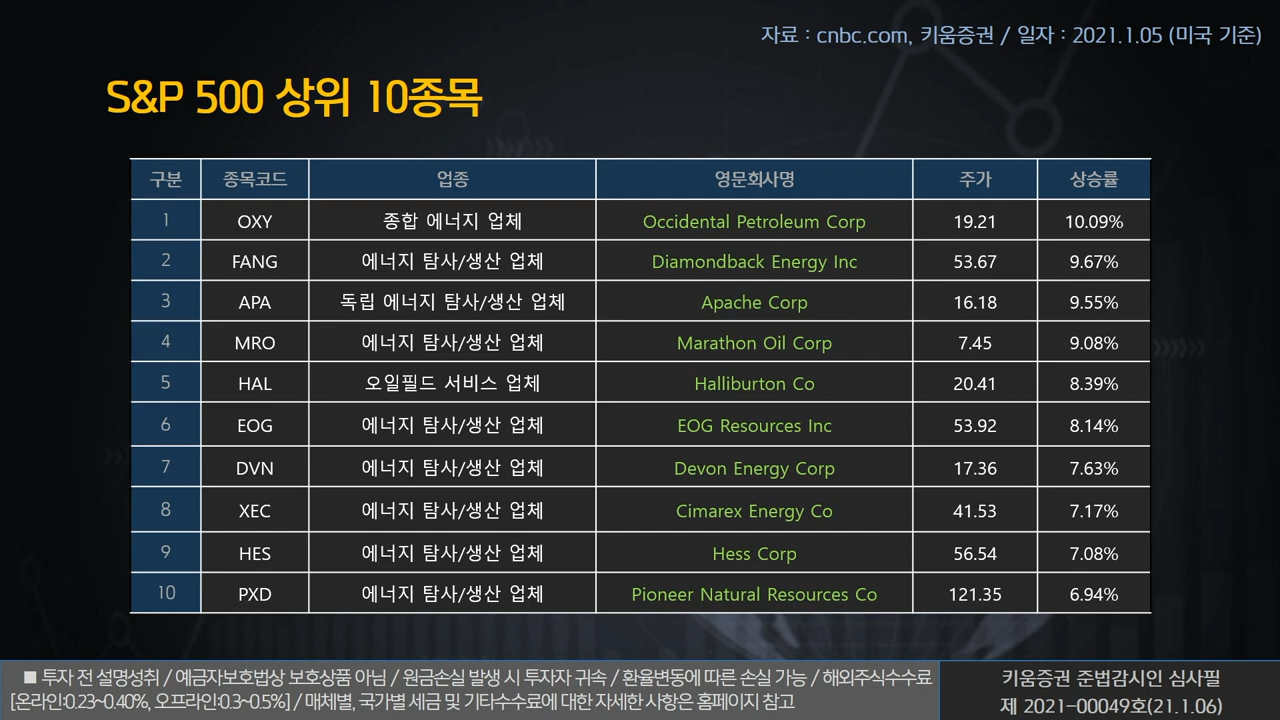 자료 : cnbc.com, 키움증권 / 일자 : 2021.1.05 (미국 기준)
S&P 500 상위 10종목
구분 종목코드 업종 영문회사명 주가 상승률
1 OXY 종합 에너지 업체 Occidental Petroleum Corp 19.21 10.09%
2 FANG 에너지 탐사/생산 업체 Diamondback Energy Inc 53.67 9.67%
3 APA 독립 에너지 탐사/생산 업체 Apache Corp 16.18 9.55%
4 MRO 에너지 탐사/생산 업체 Marathon Oil Corp 7.45 9.08%
5 HAL 오일필드 서비스 업체 Halliburton Co 20.41 8.39%
6 EOG 에너지 탐사/생산 업체 EOG Resources Inc 53.92 8.14%
7 DVN 에너지 탐사/생산 업체 Devon Energy Corp 17.36 7.63%
8 XEC 에너지 탐사/생산 업체 Cimarex Energy Co 41.53 7.17%
9 HES 에너지 탐사/생산 업체 Hess Corp 56.54 7.08%
10 PXD 에너지 탐사/생산 업체 Pioneer Natural Resources Co 121.35 6.94%
■ 투자 전 설명성취 / 예금자보호법상 보호상품 아님 / 원금손실 발생 시 투자자 귀속 / 환율변동에 따른 손실 가능 / 해외주식수수료
[온라인:0.23~0.40%, 오프라인:0.3~0.5%] / 매체별, 국가별 세금 및 기타수수료에 대한 자세한 사항은 홈페이지 참고
키움증권 준법감시인 심사필
제 2021-00049호(21.1.06)